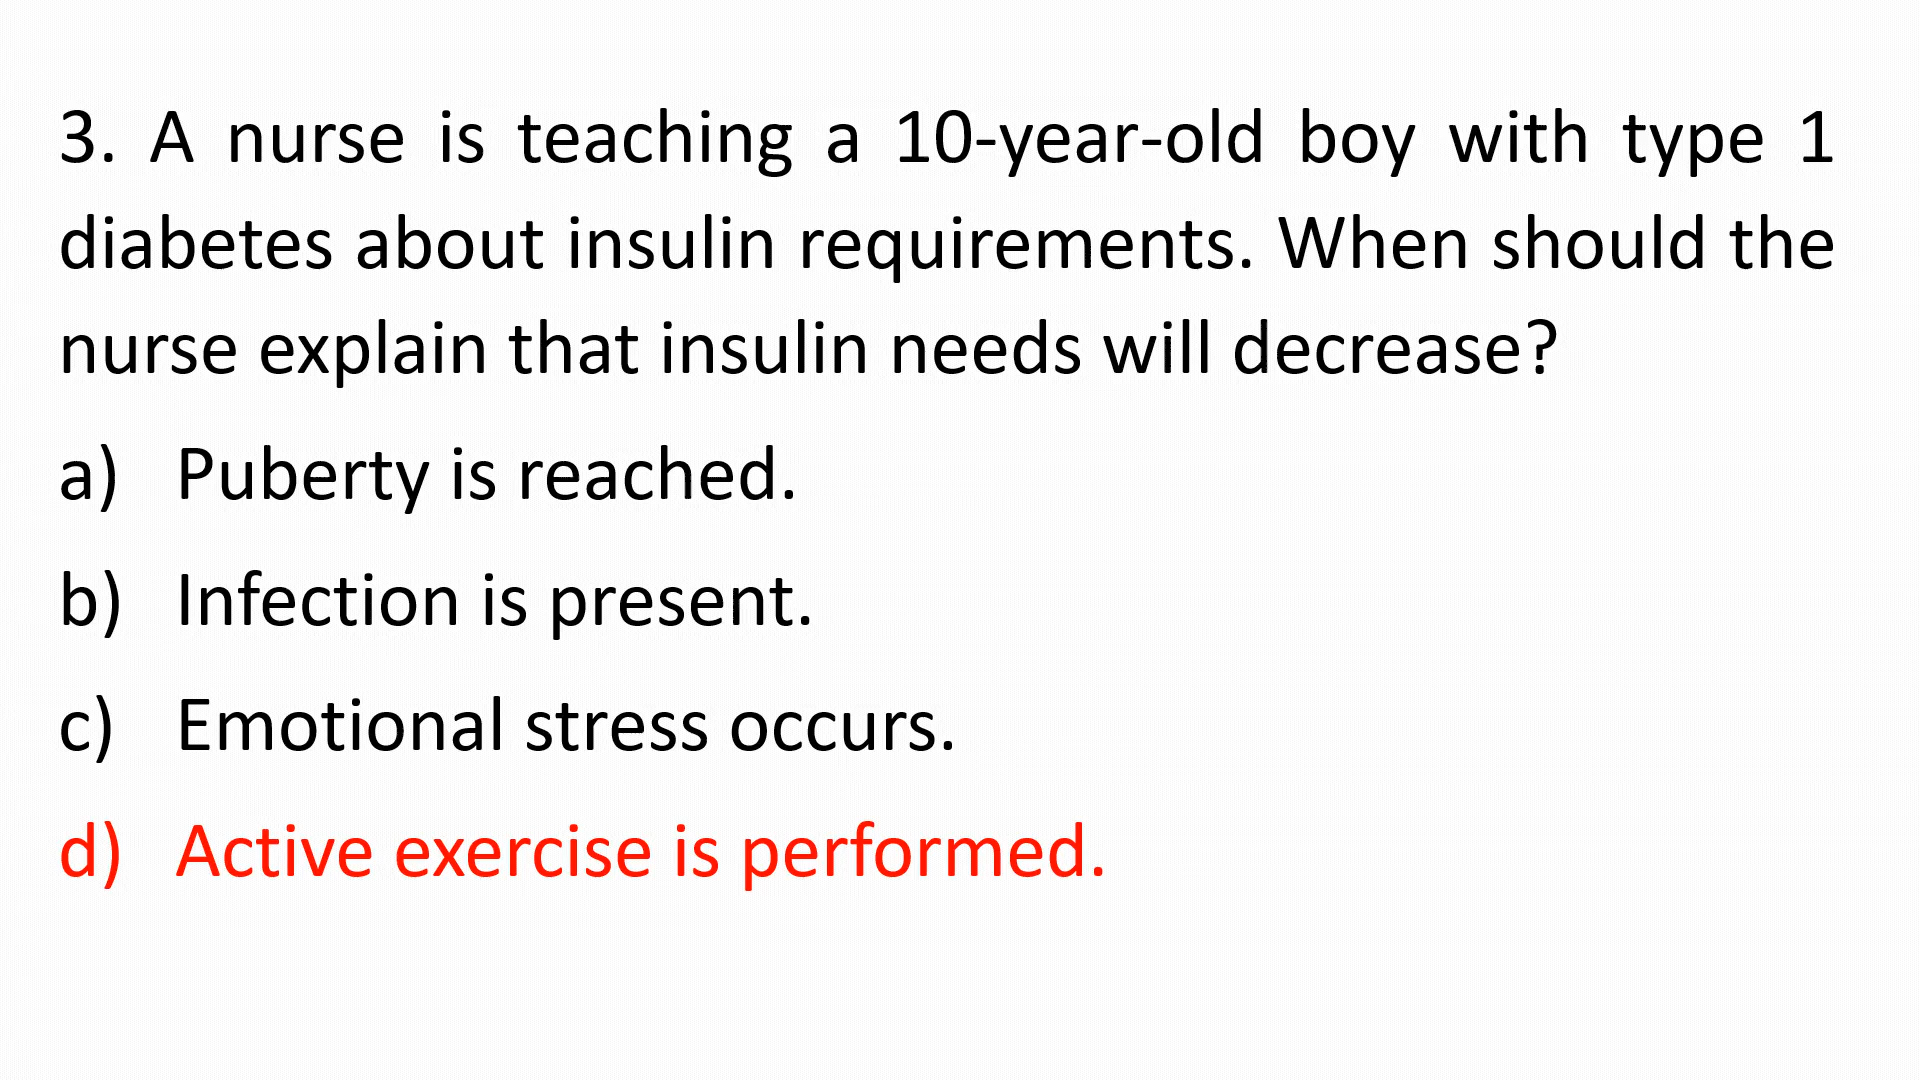 3. A nurse is teaching a 10-year-old boy with type 1
diabetes about insulin requirements. When should the
nurse explain that insulin needs will decrease?
a) Puberty is reached.
b) Infection is present.
c) Emotional stress occurs.
d) Active exercise is performed.